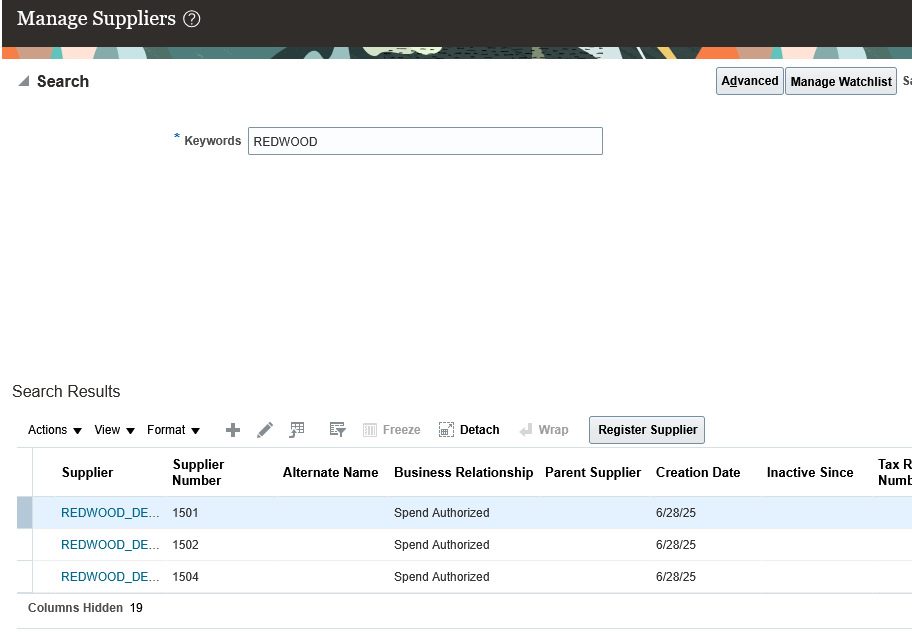 Manage Suppliers ?
Search
Advanced Manage Watchlist
* Keywords REDWOOD
Search Results
Actions View Format Freeze Detach Wrap Register Supplier
Supplier Supplier Number Alternate Name Business Relationship Parent Supplier Creation Date Inactive Since Tax
REDWOOD_DE... 1501 Spend Authorized 6/28/25
REDWOOD_DE... 1502 Spend Authorized 6/28/25
REDWOOD_DE... 1504 Spend Authorized 6/28/25
Columns Hidden 19